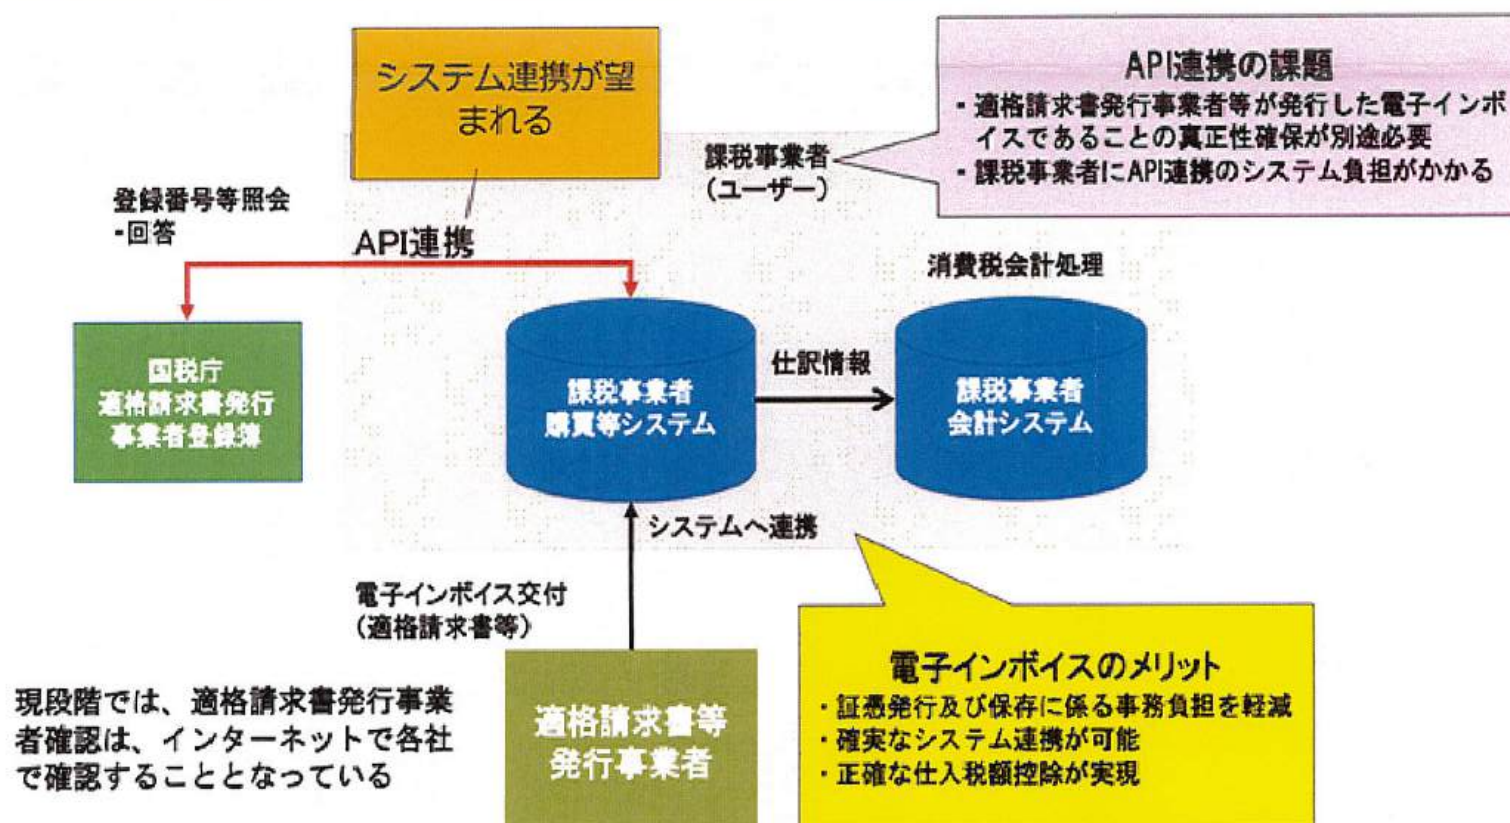 システム連携が望
まれる
API連携の課題
・適格請求書発行事業者等が発行した電子インボ
イスであることの真正性確保が別途必要
・課税事業者にAPI連携のシステム負担がかかる
課税事業者
（ユーザー）
登録番号等照会
-回答
API連携
消費税会計処理
国税庁
適格請求書発行
事業者登録簿
課税事業者
購買等システム
仕訳情報
課税事業者
会計システム
システムへ連携
電子インボイス交付
（適格請求書等）
適格請求書等
発行事業者
電子インボイスのメリット
・証憑発行及び保存に係る事務負担を軽減
・確実なシステム連携が可能
・正確な仕入税額控除が実現
現段階では、適格請求書発行事業
者確認は、インターネットで各社
で確認することとなっている